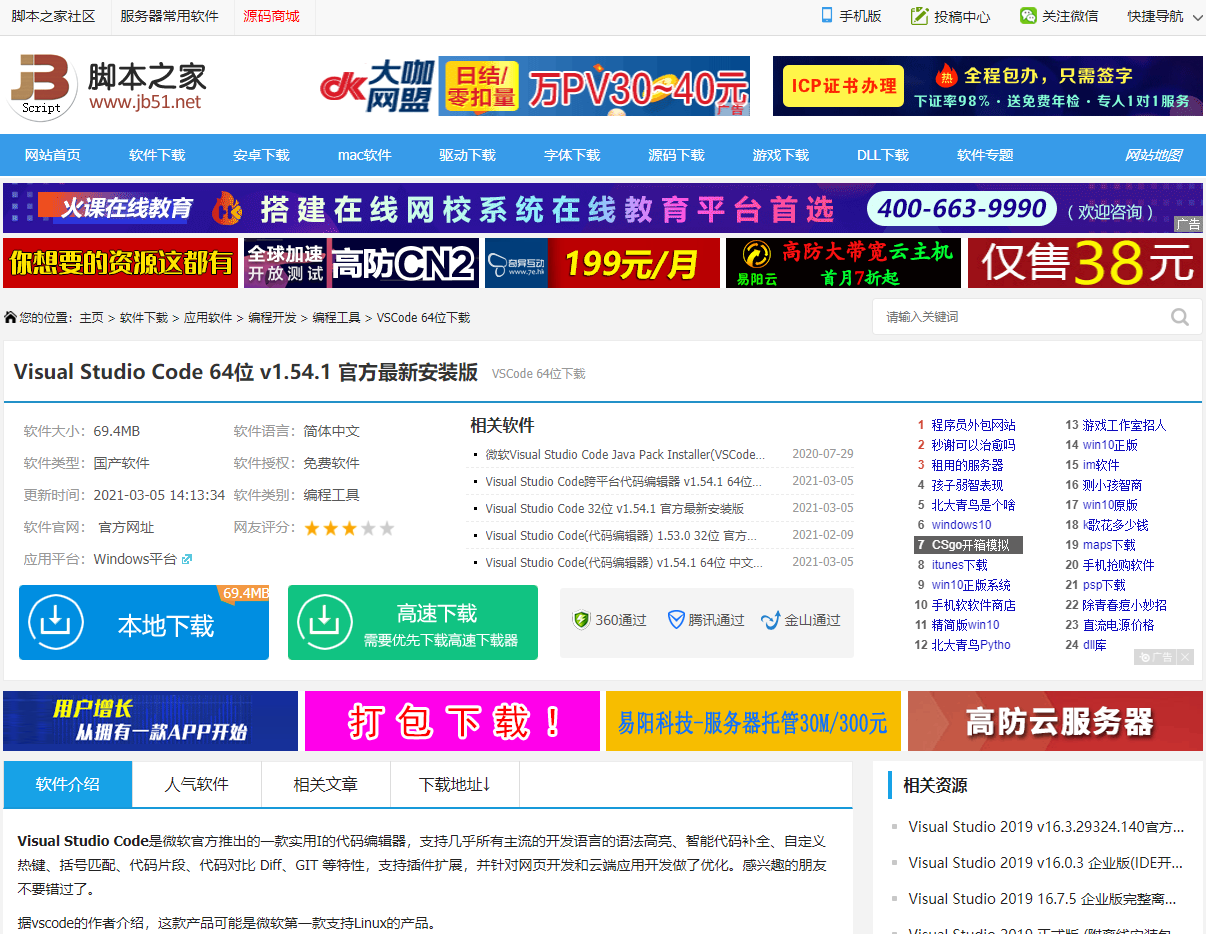 脚本之家社区 服务器常用软件 源码商城 手机版 投稿中心 关注微信 快捷导航
JB Script
脚本之家
www.jb51.net
dk 大咖网盟 日结/零扣量 万PV30~40元 广告
ICP证书办理 热 全程包办，只需签字
下证率98%·送免费年检·专人1对1服务
网站首页 软件下载 安卓下载 mac软件 驱动下载 字体下载 源码下载 游戏下载 DLL下载 软件专题 网站地图
火课在线教育 HK 搭建在线网校系统在线教育平台首选 400-663-9990 （欢迎咨询） 广告
你想要的资源这都有 全球加速 开放测试 高防CN2 奇异互动 www.7e.hk 199元/月 易阳云 高防大带宽云主机 首月7折起 仅售38元
您的位置：主页 > 软件下载 > 应用软件 > 编程开发 > 编程工具 > VSCode 64位下载
请输入关键词
Visual Studio Code 64位 v1.54.1 官方最新安装版 VSCode 64位下载
软件大小：69.4MB 软件语言：简体中文
软件类型：国产软件 软件授权：免费软件
更新时间：2021-03-05 14:13:34 软件类别：编程工具
软件官网： 官方网址 网友评分：
应用平台：Windows平台
相关软件
微软Visual Studio Code Java Pack Installer(VSCode... 2020-07-29
Visual Studio Code跨平台代码编辑器 v1.54.1 64位... 2021-03-05
Visual Studio Code 32位 v1.54.1 官方最新安装版 2021-03-05
Visual Studio Code(代码编辑器) 1.53.0 32位 官方... 2021-02-09
Visual Studio Code(代码编辑器) v1.54.1 64位 中文... 2021-03-05
1 程序员外包网站
2 秒谢可以治愈吗
3 租用的服务器
4 孩子弱智表现
5 北大青鸟是个啥
6 windows10
7 CSgo开箱模拟
8 itunes下载
9 win10正版系统
10 手机软软件商店
11 精简版win10
12 北大青鸟Pytho
13 游戏工作室招人
14 win10正版
15 im软件
16 测小孩智商
17 win10原版
18 k歌花多少钱
19 maps下载
20 手机抢购软件
21 psp下载
22 除青春痘小妙招
23 直流电源价格
24 dll库
广告
本地下载 69.4MB
高速下载
需要优先下载高速下载器
360通过 腾讯通过 金山通过
用户增长
从拥有一款APP开始
打包下载！
易阳科技-服务器托管30M/300元
高防云服务器
软件介绍 人气软件 相关文章 下载地址↓
Visual Studio Code是微软官方推出的一款实用I的代码编辑器，支持几乎所有主流的开发语言的语法高亮、智能代码补全、自定义
热键、括号匹配、代码片段、代码对比 Diff、GIT 等特性，支持插件扩展，并针对网页开发和云端应用开发做了优化。感兴趣的朋友
不要错过了。
据vscode的作者介绍，这款产品可能是微软第一款支持Linux的产品。
相关资源
Visual Studio 2019 v16.3.29324.140官方...
Visual Studio 2019 v16.0.3 企业版(IDE开...
Visual Studio 2019 16.7.5 企业版完整离...
Visual Studio 2019 正式版 (附离线安装包